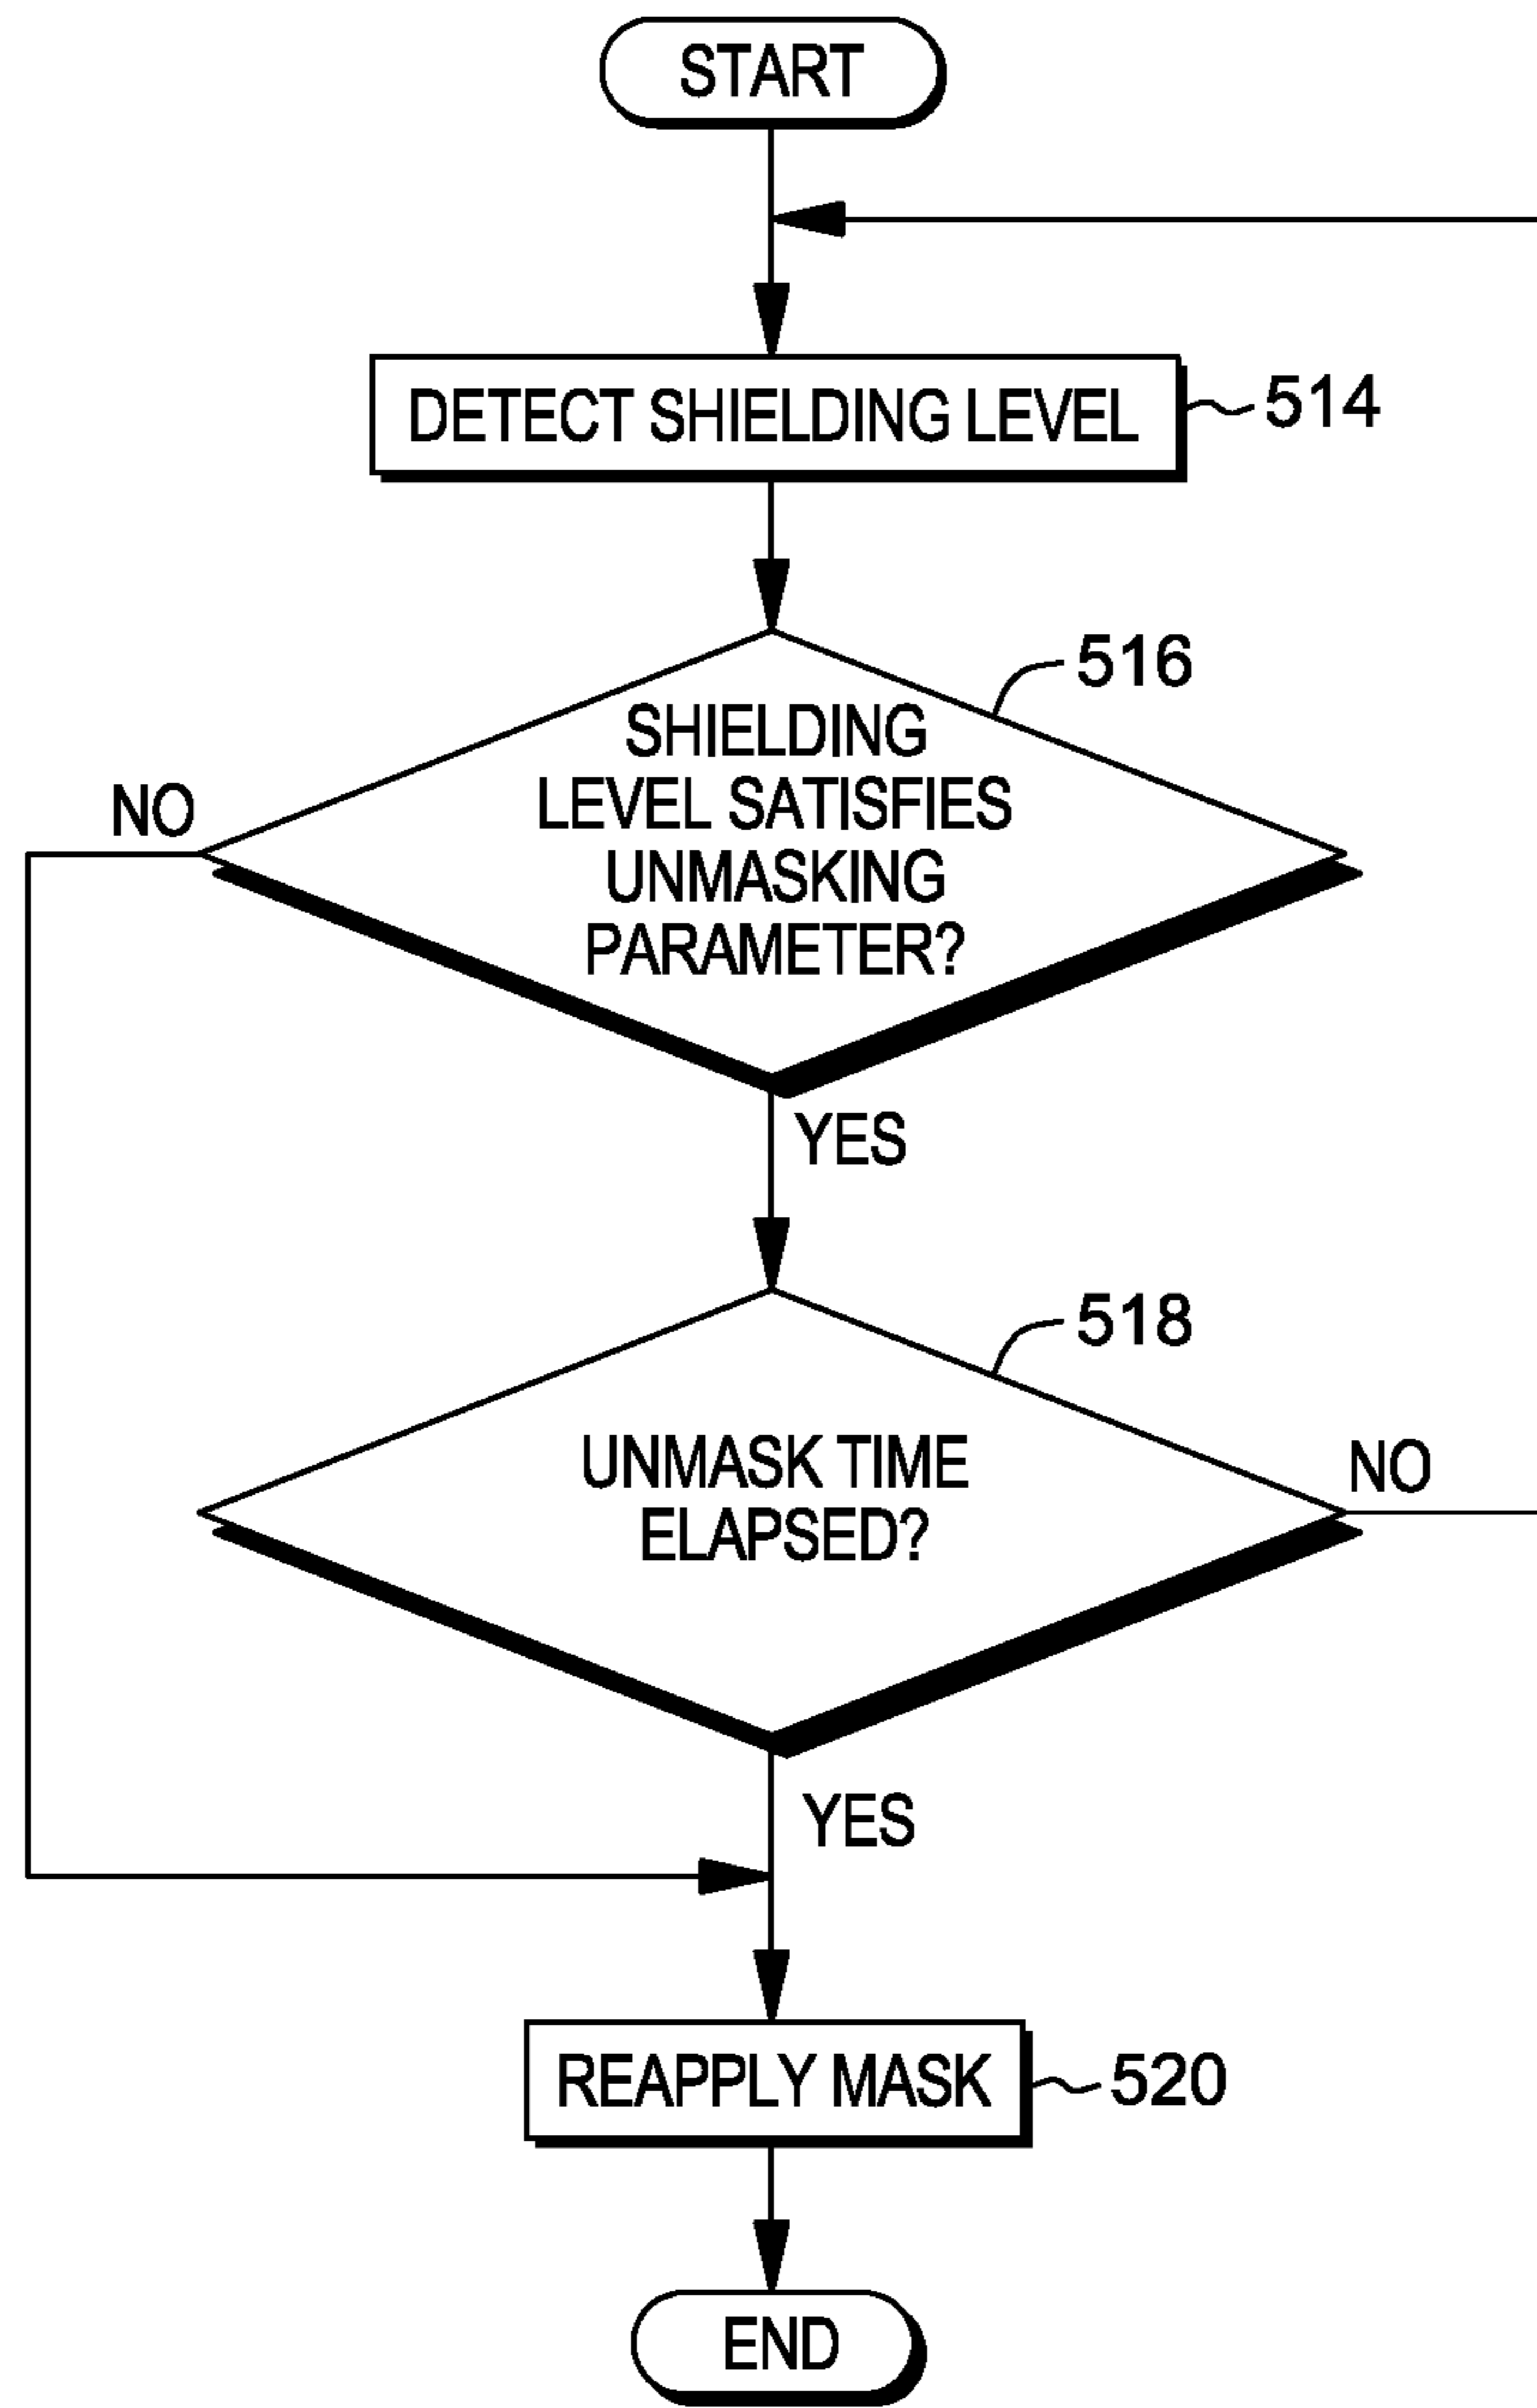 START
DETECT SHIELDING LEVEL
514
516
SHIELDING
LEVEL SATISFIES
UNMASKING
PARAMETER?
NO
YES
518
UNMASK TIME
ELAPSED?
NO
YES
REAPPLY MASK
520
END